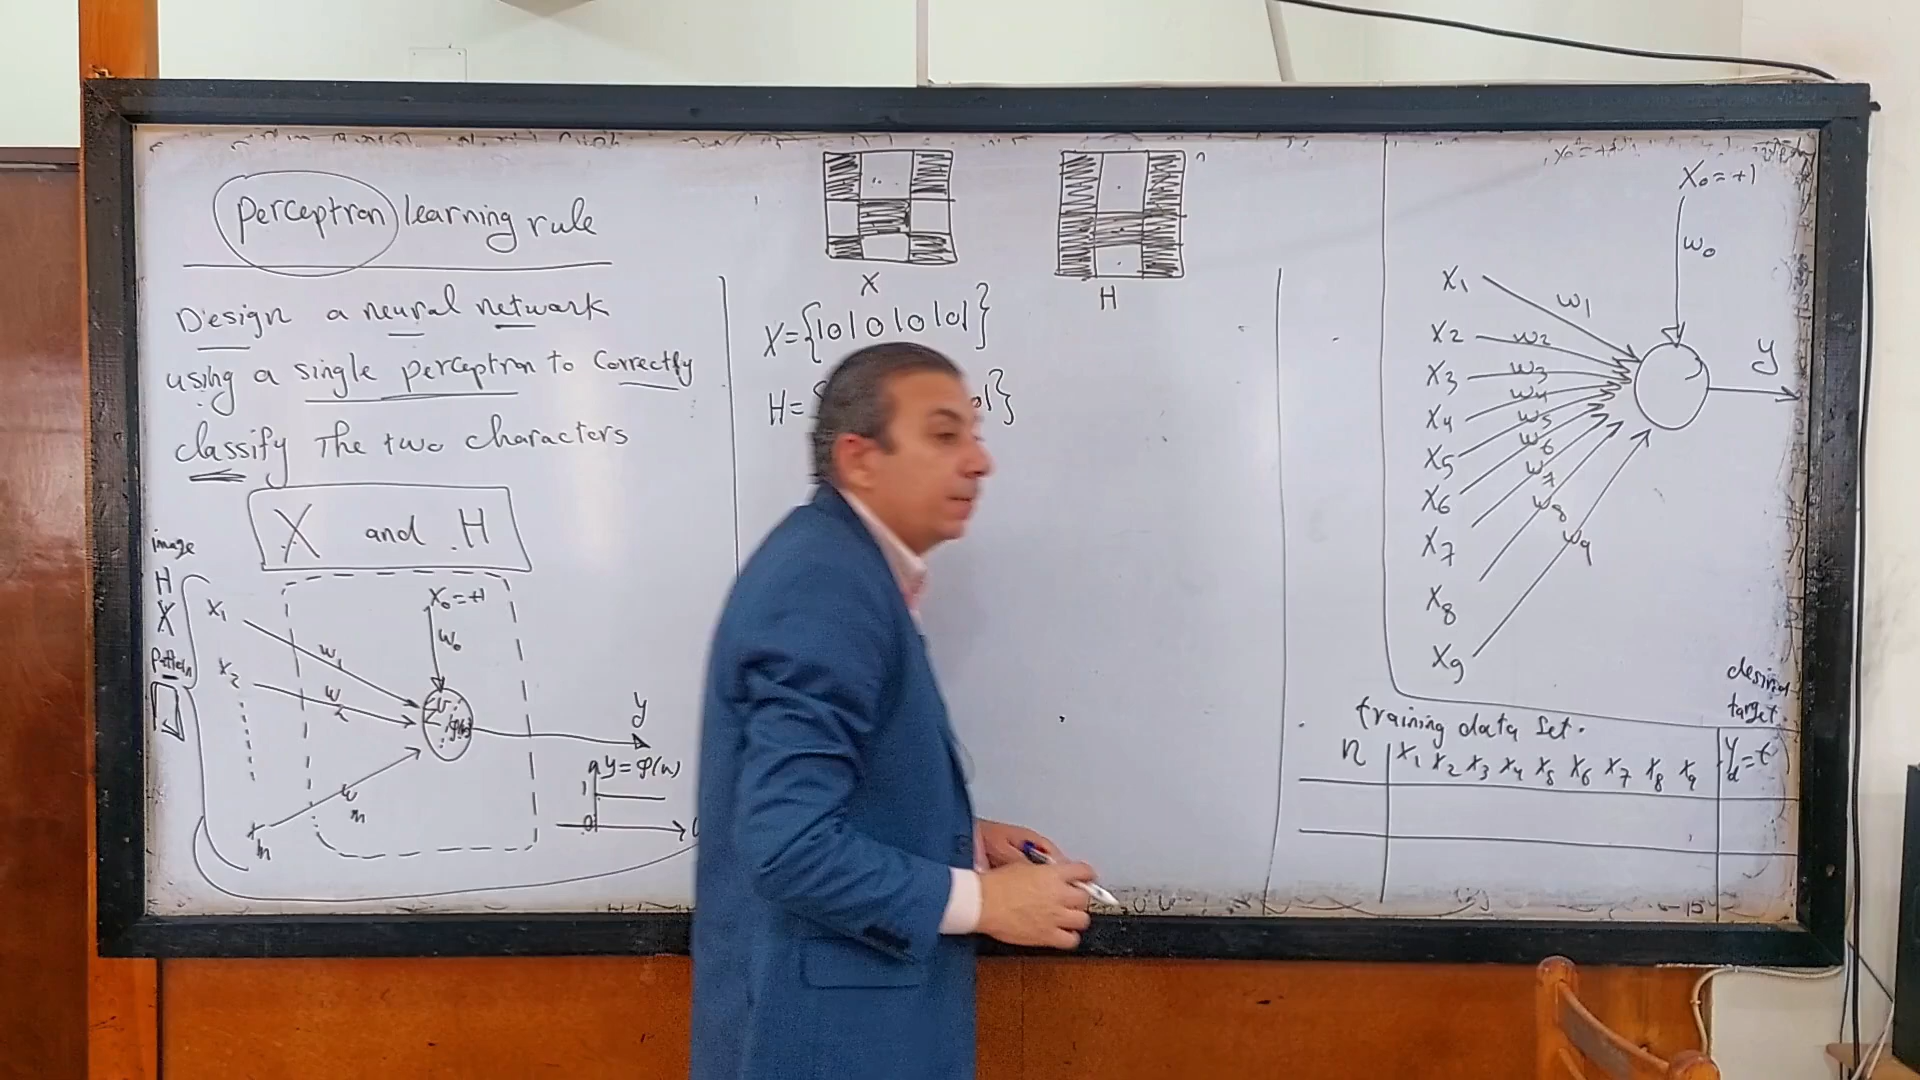 perceptron learning rule
Design a neural network
using a single perceptron to correctly
classify The two characters
X and H
image
H
X
x1
x2
xm
w1
w2
wm
x0=+1
w0
y
y=φ(u)
1
0
X
H
X={101010101}
H=
01}
x0=+1
w0
x1
x2
x3
x4
x5
x6
x7
x8
x9
w1
w2
w3
w4
w5
w6
w7
w8
w9
y
training data set.
desired
target
n x1 x2 x3 x4 x5 x6 x7 x8 x9 yd=t